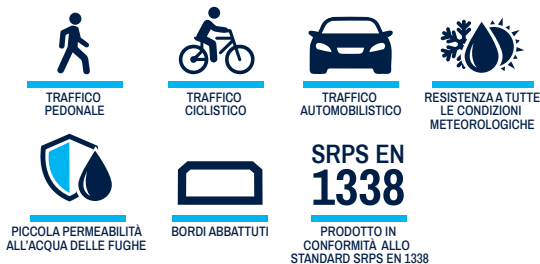 TRAFFICO
PEDONALE
TRAFFICO
CICLISTICO
TRAFFICO
AUTOMOBILISTICO
RESISTENZA A TUTTE
LE CONDIZIONI
METEOROLOGICHE
PICCOLA PERMEABILITÀ
ALL'ACQUA DELLE FUGHE
BORDI ABBATTUTI
SRPS EN
1338
PRODOTTO IN
CONFORMITÀ ALLO
STANDARD SRPS EN 1338